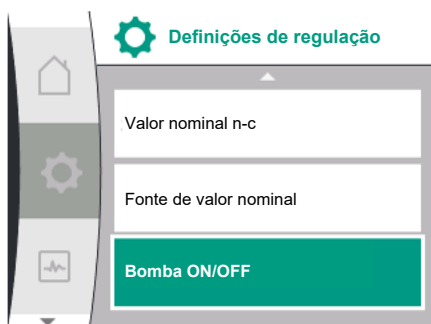 Definições de regulação
Valor nominal n-c
Fonte de valor nominal
Bomba ON/OFF